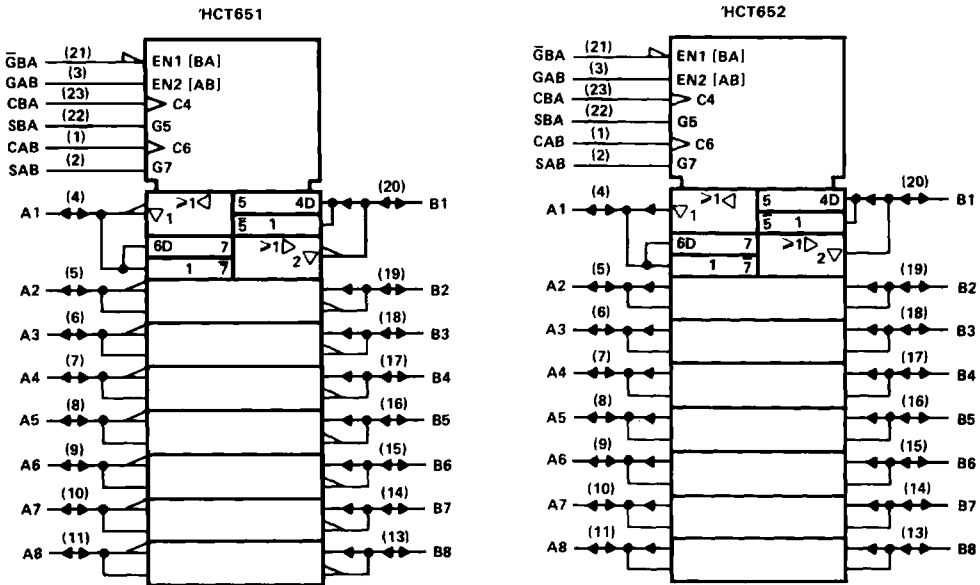 'HCT651
G̅BA (21) EN1 [BA]
GAB (3) EN2 [AB]
CBA (23) C4
SBA (22) G5
CAB (1) C6
SAB (2) G7
A1 (4) 1 ⩾1 5 4D (20) B1
5̅ 1
6D 7 ⩾1
1 7̅ 2
A2 (5) (19) B2
A3 (6) (18) B3
A4 (7) (17) B4
A5 (8) (16) B5
A6 (9) (15) B6
A7 (10) (14) B7
A8 (11) (13) B8
'HCT652
G̅BA (21) EN1 [BA]
GAB (3) EN2 [AB]
CBA (23) C4
SBA (22) G5
CAB (1) C6
SAB (2) G7
A1 (4) 1 ⩾1 5 4D (20) B1
5̅ 1
6D 7 ⩾1
1 7̅ 2
A2 (5) (19) B2
A3 (6) (18) B3
A4 (7) (17) B4
A5 (8) (16) B5
A6 (9) (15) B6
A7 (10) (14) B7
A8 (11) (13) B8